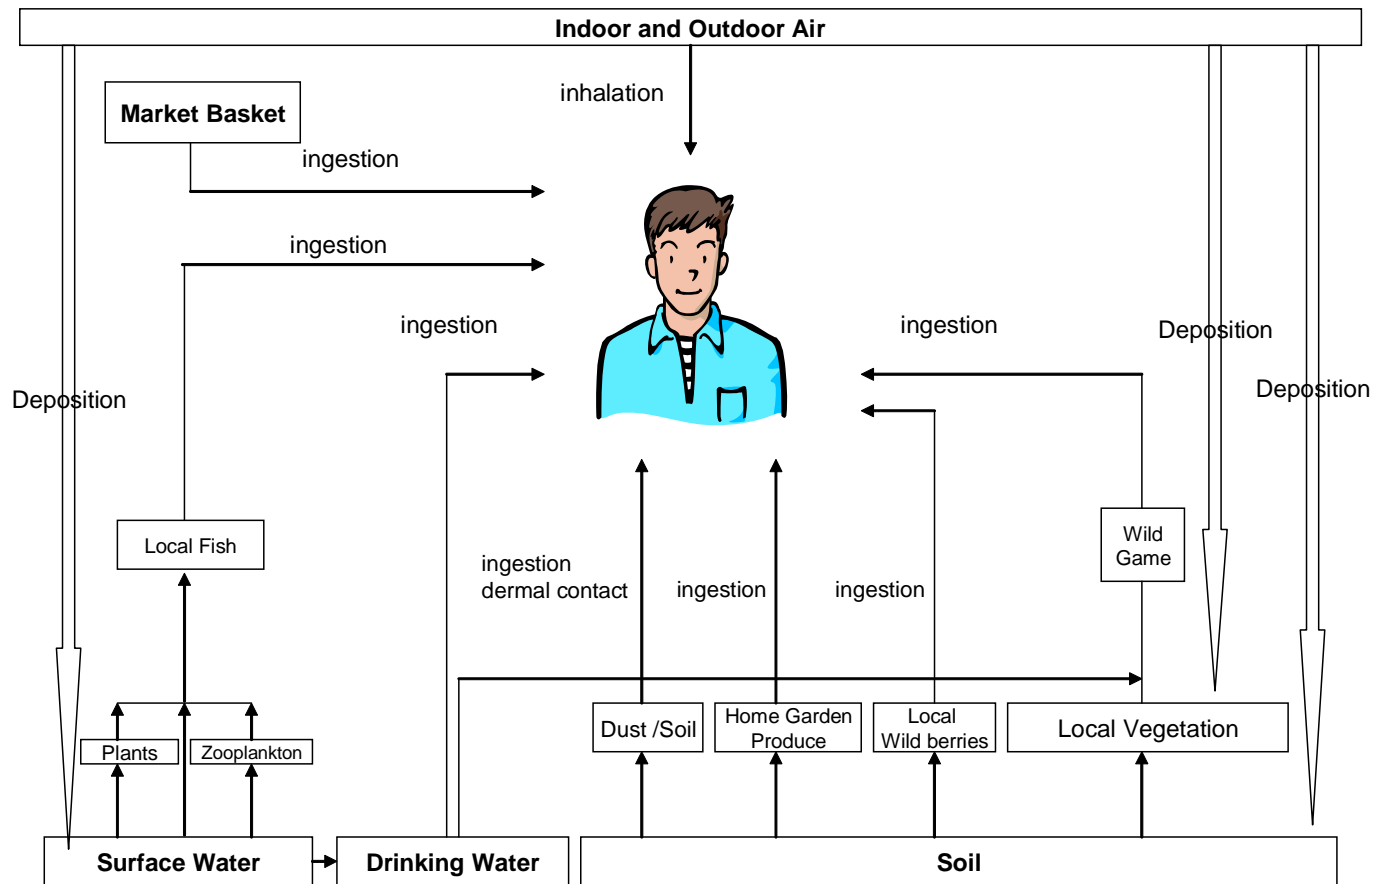 Indoor and Outdoor Air
inhalation
Market Basket
ingestion
ingestion
ingestion
ingestion
Deposition
Deposition
Deposition
Local Fish
Wild
Game
ingestion
dermal contact
ingestion
ingestion
Plants
Zooplankton
Dust /Soil
Home Garden
Produce
Local
Wild berries
Local Vegetation
Surface Water
Drinking Water
Soil